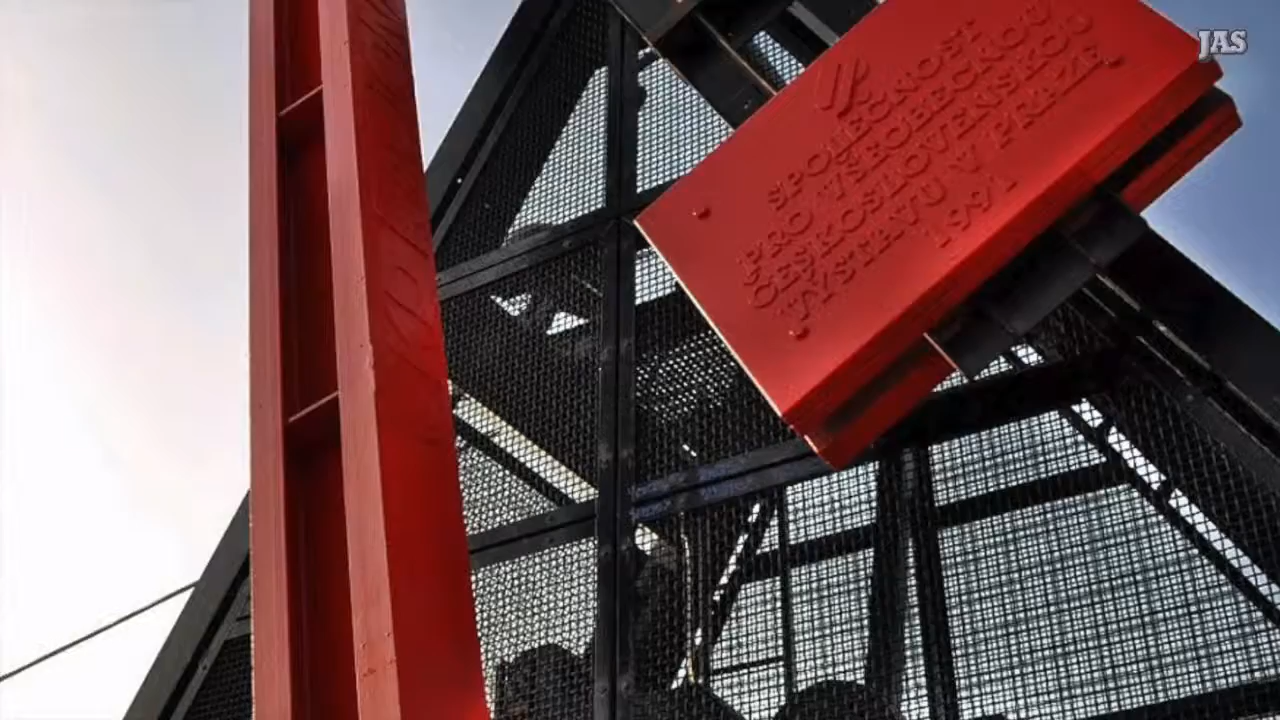 SPOLEČNOST
PRO VŠEOBECNOU
ČESKOSLOVENSKOU
VÝSTAVU V PRAZE
1991
JAS